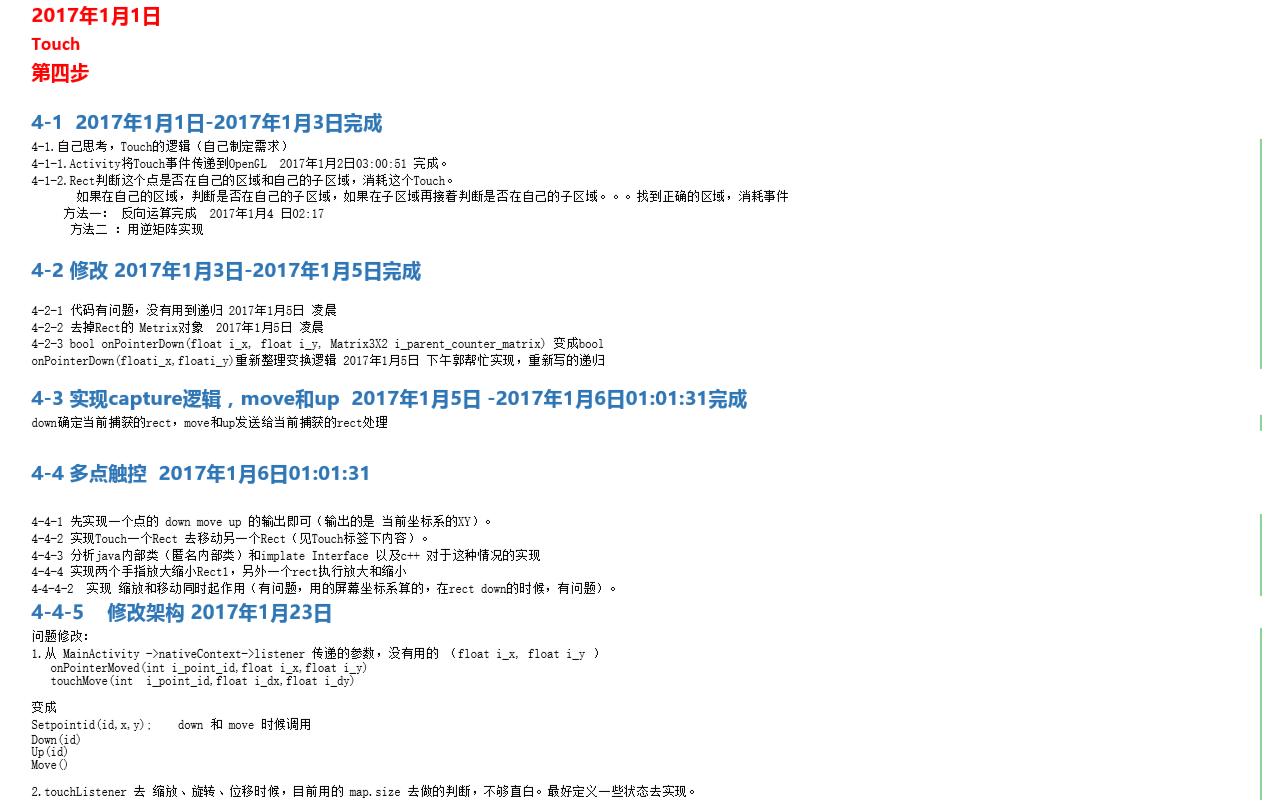 2017年1月1日
Touch
第四步
4-1  2017年1月1日-2017年1月3日完成
4-1.自己思考，Touch的逻辑（自己制定需求）
4-1-1.Activity将Touch事件传递到OpenGL  2017年1月2日03:00:51 完成。
4-1-2.Rect判断这个点是否在自己的区域和自己的子区域，消耗这个Touch。
如果在自己的区域，判断是否在自己的子区域，如果在子区域再接着判断是否在自己的子区域。。。找到正确的区域，消耗事件
方法一： 反向运算完成  2017年1月4 日02:17
方法二 ：用逆矩阵实现
4-2 修改 2017年1月3日-2017年1月5日完成
4-2-1 代码有问题，没有用到递归 2017年1月5日 凌晨
4-2-2 去掉Rect的 Metrix对象  2017年1月5日 凌晨
4-2-3 bool onPointerDown(float i_x, float i_y, Matrix3X2 i_parent_counter_matrix) 变成bool
onPointerDown(floati_x,floati_y)重新整理变换逻辑 2017年1月5日 下午郭帮忙实现，重新写的递归
4-3 实现capture逻辑，move和up  2017年1月5日 -2017年1月6日01:01:31完成
down确定当前捕获的rect，move和up发送给当前捕获的rect处理
4-4 多点触控  2017年1月6日01:01:31
4-4-1 先实现一个点的 down move up 的输出即可（输出的是 当前坐标系的XY）。
4-4-2 实现Touch一个Rect 去移动另一个Rect（见Touch标签下内容）。
4-4-3 分析java内部类（匿名内部类）和implate Interface 以及c++ 对于这种情况的实现
4-4-4 实现两个手指放大缩小Rect1，另外一个rect执行放大和缩小
4-4-4-2  实现 缩放和移动同时起作用（有问题，用的屏幕坐标系算的，在rect down的时候，有问题）。
4-4-5   修改架构 2017年1月23日
问题修改：
1.从 MainActivity ->nativeContext->listener 传递的参数，没有用的 （float i_x, float i_y ）
onPointerMoved(int i_point_id,float i_x,float i_y)
touchMove(int  i_point_id,float i_dx,float i_dy)
变成
Setpointid(id,x,y);    down 和 move 时候调用
Down(id)
Up(id)
Move()
2.touchListener 去 缩放、旋转、位移时候，目前用的 map.size 去做的判断，不够直白。最好定义一些状态去实现。